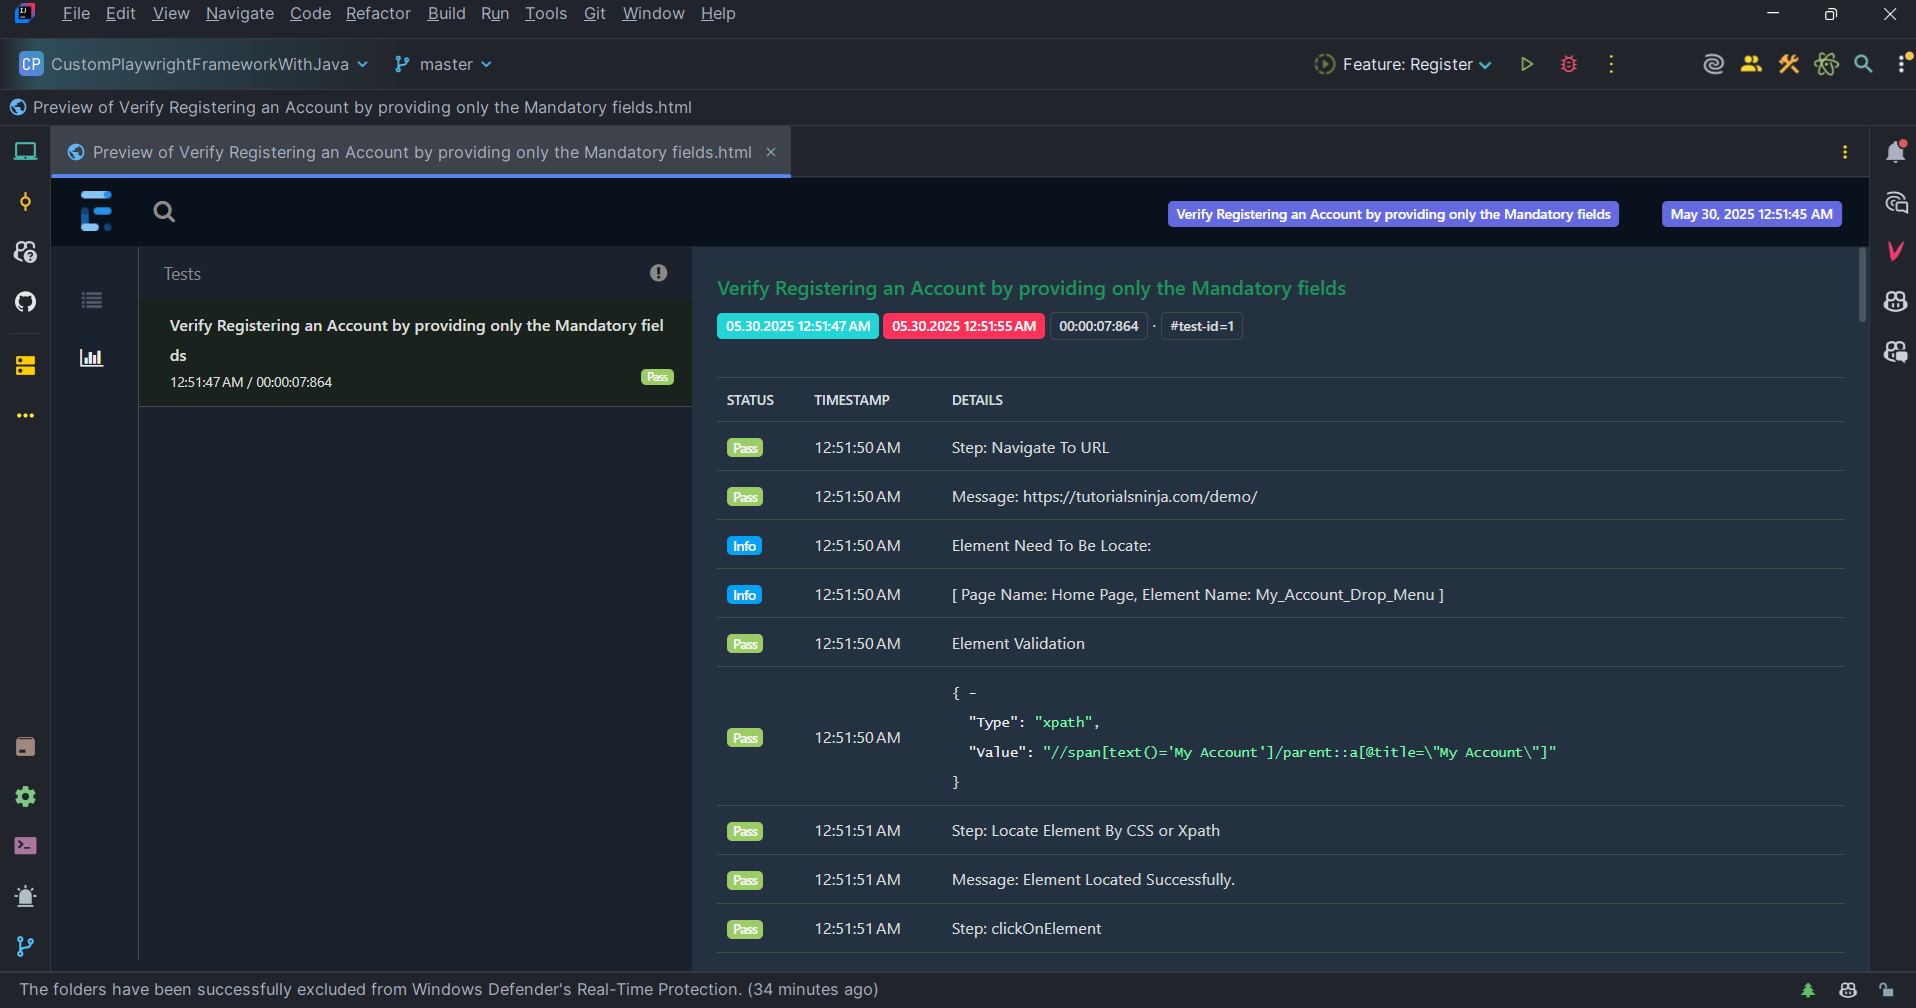 File Edit View Navigate Code Refactor Build Run Tools Git Window Help
CP CustomPlaywrightFrameworkWithJava master Feature: Register
Preview of Verify Registering an Account by providing only the Mandatory fields.html
Preview of Verify Registering an Account by providing only the Mandatory fields.html
Verify Registering an Account by providing only the Mandatory fields May 30, 2025 12:51:45 AM
Tests
Verify Registering an Account by providing only the Mandatory fiel
ds
12:51:47 AM / 00:00:07:864 Pass
Verify Registering an Account by providing only the Mandatory fields
05.30.2025 12:51:47 AM 05.30.2025 12:51:55 AM 00:00:07:864 · #test-id=1
STATUS TIMESTAMP DETAILS
Pass 12:51:50 AM Step: Navigate To URL
Pass 12:51:50 AM Message: https://tutorialsninja.com/demo/
Info 12:51:50 AM Element Need To Be Locate:
Info 12:51:50 AM [ Page Name: Home Page, Element Name: My_Account_Drop_Menu ]
Pass 12:51:50 AM Element Validation
{ -
"Type": "xpath",
Pass 12:51:50 AM
"Value": "//span[text()='My Account']/parent::a[@title=\"My Account\"]"
}
Pass 12:51:51 AM Step: Locate Element By CSS or Xpath
Pass 12:51:51 AM Message: Element Located Successfully.
Pass 12:51:51 AM Step: clickOnElement
The folders have been successfully excluded from Windows Defender's Real-Time Protection. (34 minutes ago)